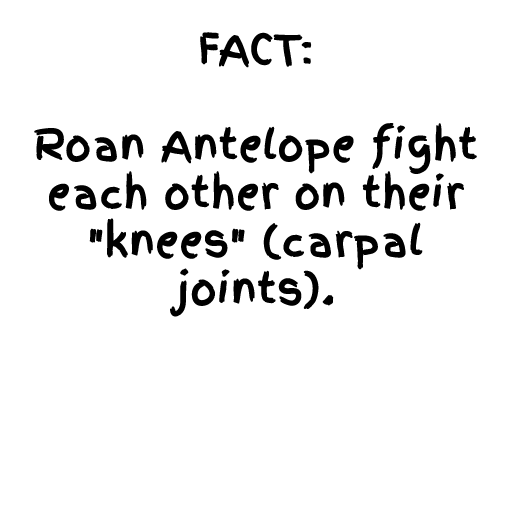 FACT:
Roan Antelope fight
each other on their
"knees" (carpal
joints).